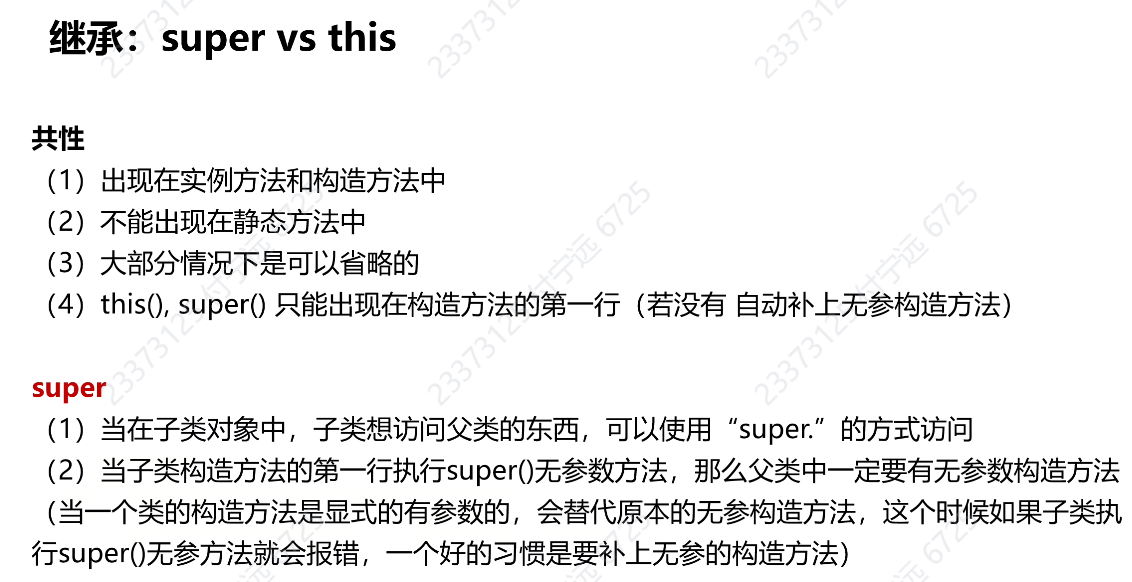 继承：super vs this
共性
（1）出现在实例方法和构造方法中
（2）不能出现在静态方法中
（3）大部分情况下是可以省略的
（4）this(), super() 只能出现在构造方法的第一行（若没有 自动补上无参构造方法）
super
（1）当在子类对象中，子类想访问父类的东西，可以使用“super.”的方式访问
（2）当子类构造方法的第一行执行super()无参数方法，那么父类中一定要有无参数构造方法
（当一个类的构造方法是显式的有参数的，会替代原本的无参构造方法，这个时候如果子类执
行super()无参方法就会报错，一个好的习惯是要补上无参的构造方法）